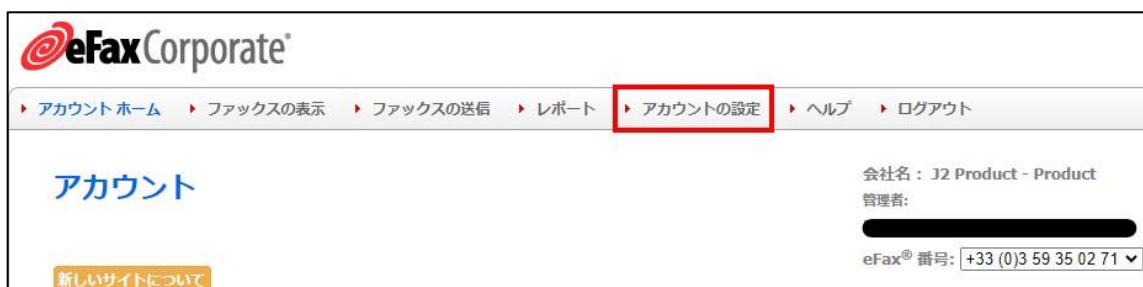 eFax Corporate®
アカウント ホーム ファックスの表示 ファックスの送信 レポート アカウントの設定 ヘルプ ログアウト
アカウント
会社名： J2 Product - Product
管理者:
eFax® 番号: +33 (0)3 59 35 02 71
新しいサイトについて